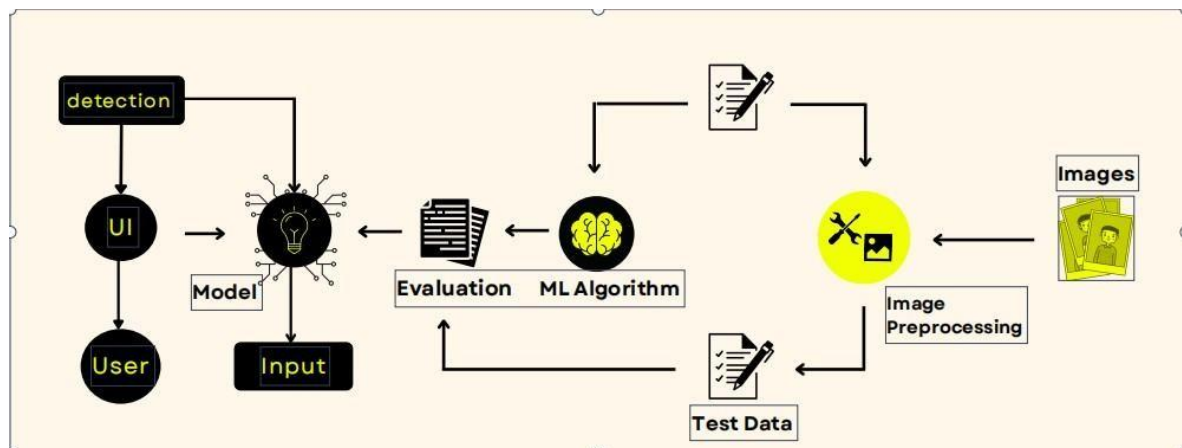 detection
Images
UI
Model
Evaluation
ML Algorithm
Image
Preprocessing
User
Input
Test Data